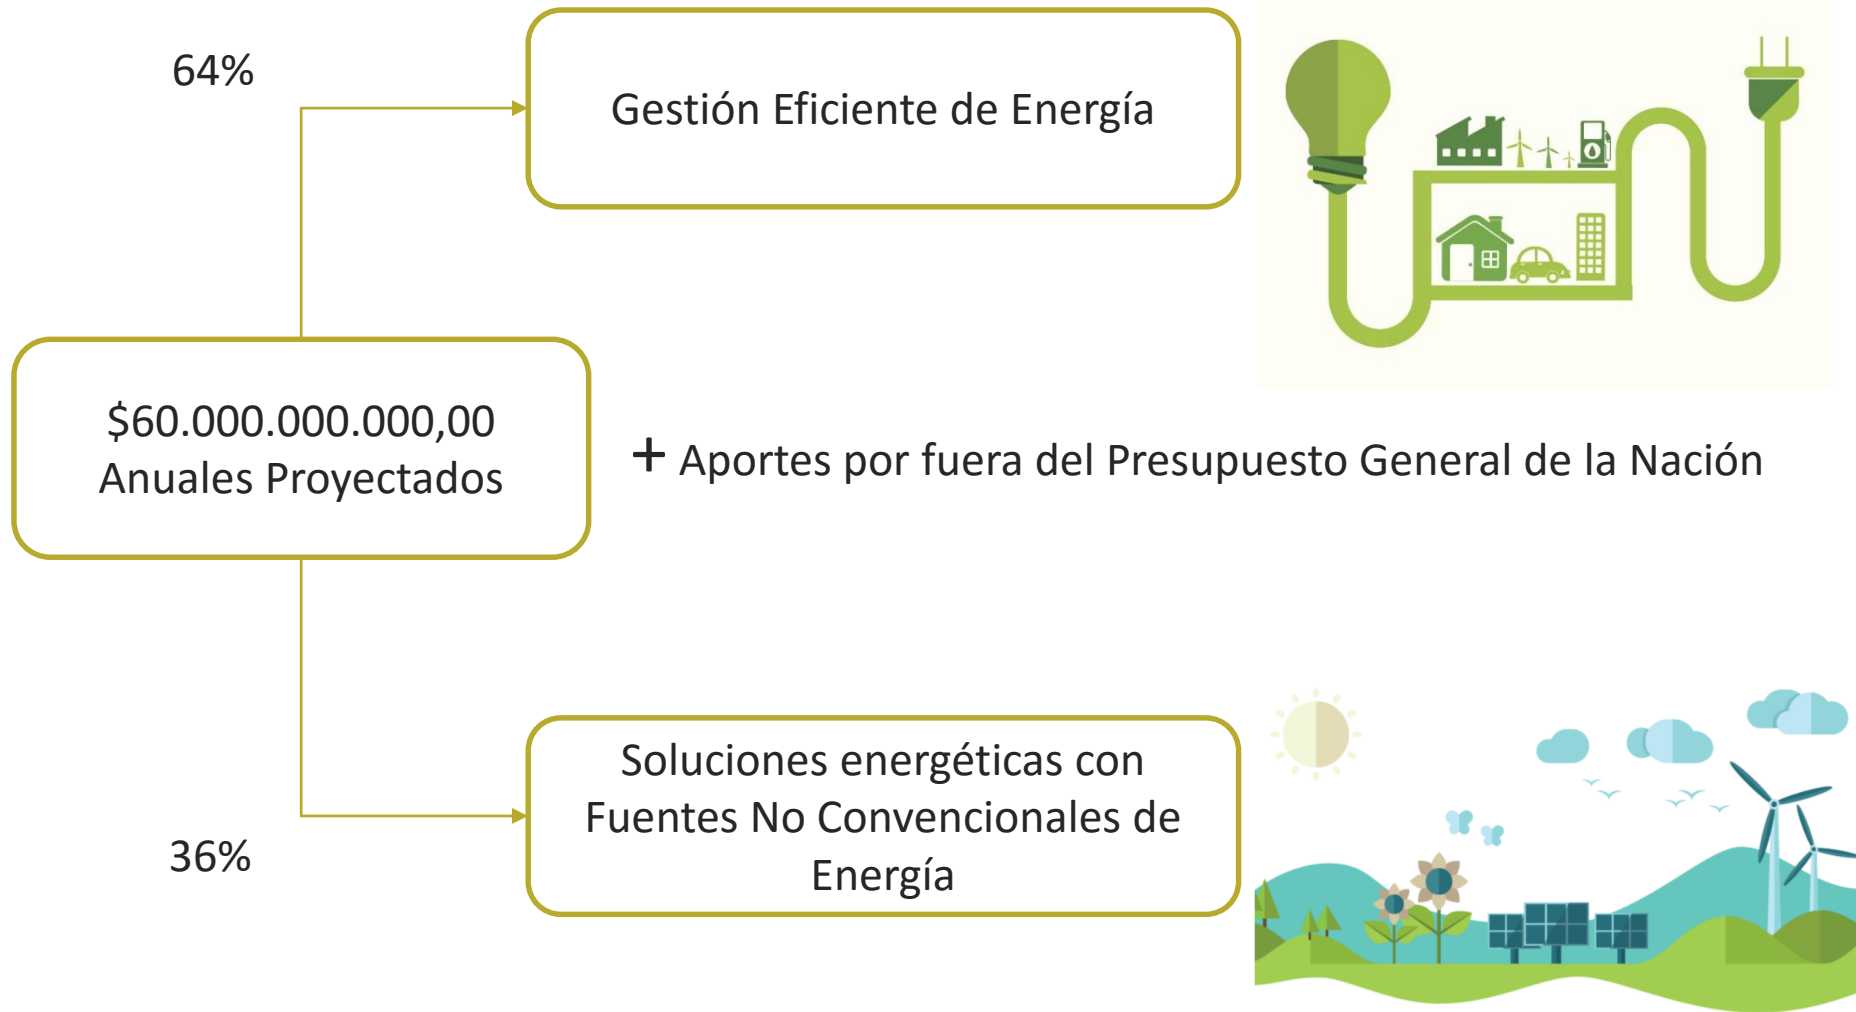 64%
Gestión Eficiente de Energía
$60.000.000.000,00
Anuales Proyectados
+ Aportes por fuera del Presupuesto General de la Nación
Soluciones energéticas con
Fuentes No Convencionales de
Energía
36%